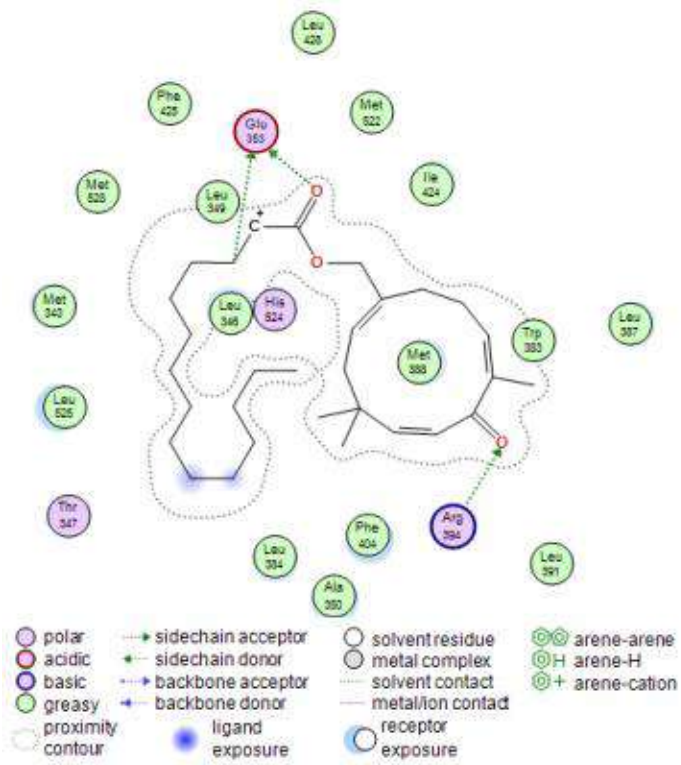 Leu
428
Phe
425
Glu
353
Met
522
Met
528
Leu
349
Ile
424
O
C+
O
Met
343
Leu
346
His
524
Trp
383
Leu
387
Met
388
Leu
525
O
Thr
347
Arg
394
Phe
404
Leu
384
Ala
350
Leu
391
polar
acidic
basic
greasy
proximity
contour
sidechain acceptor
sidechain donor
backbone acceptor
backbone donor
ligand
exposure
solvent residue
metal complex
solvent contact
metal/ion contact
receptor
exposure
arene-arene
H arene-H
+ arene-cation